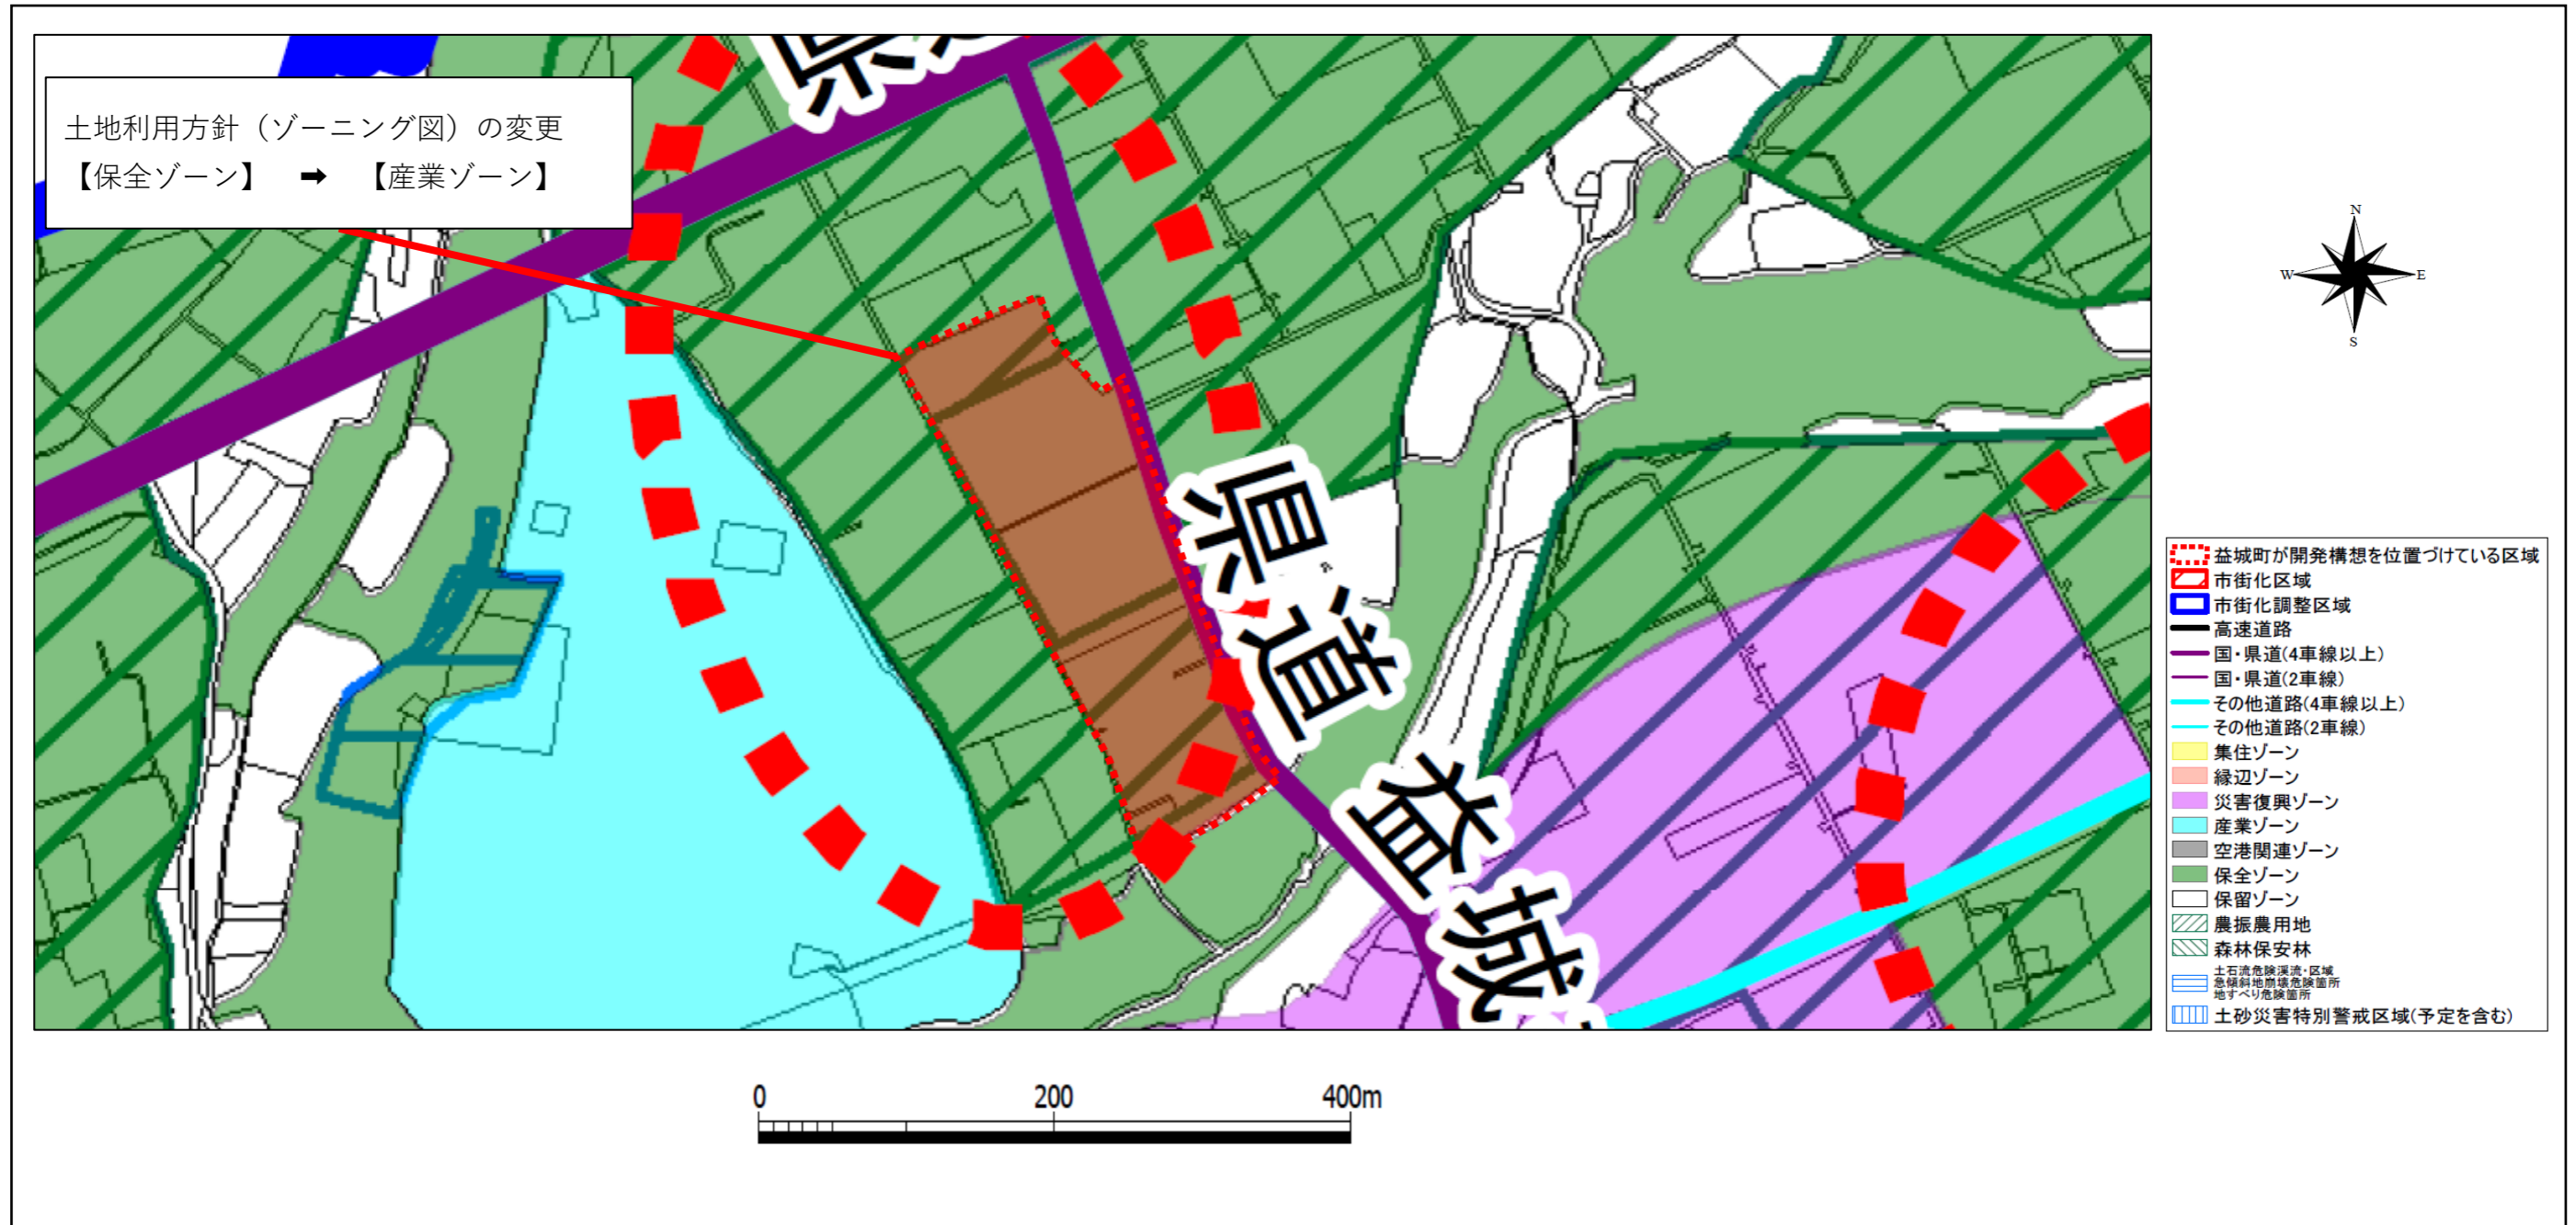 土地利用方針（ゾーニング図）の変更
【保全ゾーン】 ➡ 【産業ゾーン】
県道
県道
益城
N
W
E
S
益城町が開発構想を位置づけている区域
市街化区域
市街化調整区域
高速道路
国・県道(4車線以上)
国・県道(2車線)
その他道路(4車線以上)
その他道路(2車線)
集住ゾーン
縁辺ゾーン
災害復興ゾーン
産業ゾーン
空港関連ゾーン
保全ゾーン
保留ゾーン
農振農用地
森林保安林
土石流危険渓流・区域
急傾斜地崩壊危険箇所
地すべり危険箇所
土砂災害特別警戒区域(予定を含む)
0 200 400m